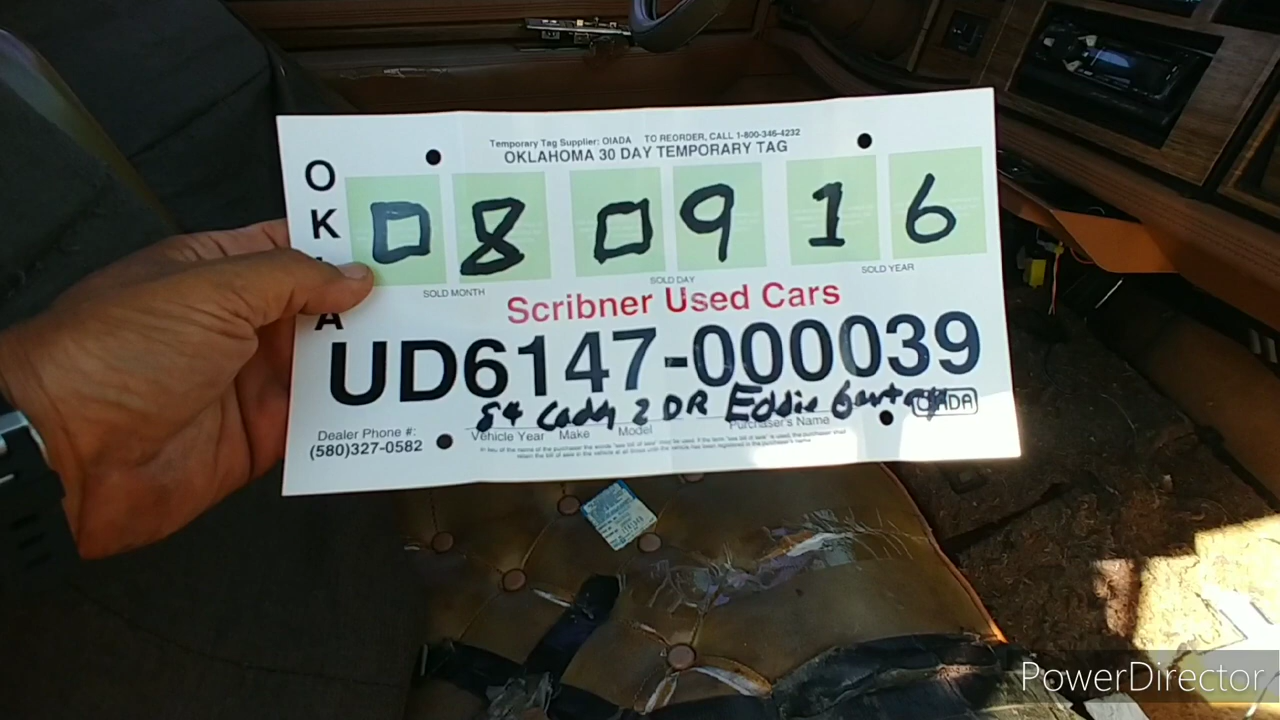 Temporary Tag Supplier: OIADA TO REORDER, CALL 1-800-346-4232
OKLAHOMA 30 DAY TEMPORARY TAG
OK A
08 09 16
SOLD MONTH SOLD DAY SOLD YEAR
Scribner Used Cars
UD6147-000039
84 Caddy 2 DR Eddie
OIADA
Vehicle Year Make Model Purchaser's Name
Dealer Phone #:
(580)327-0582
PowerDirector